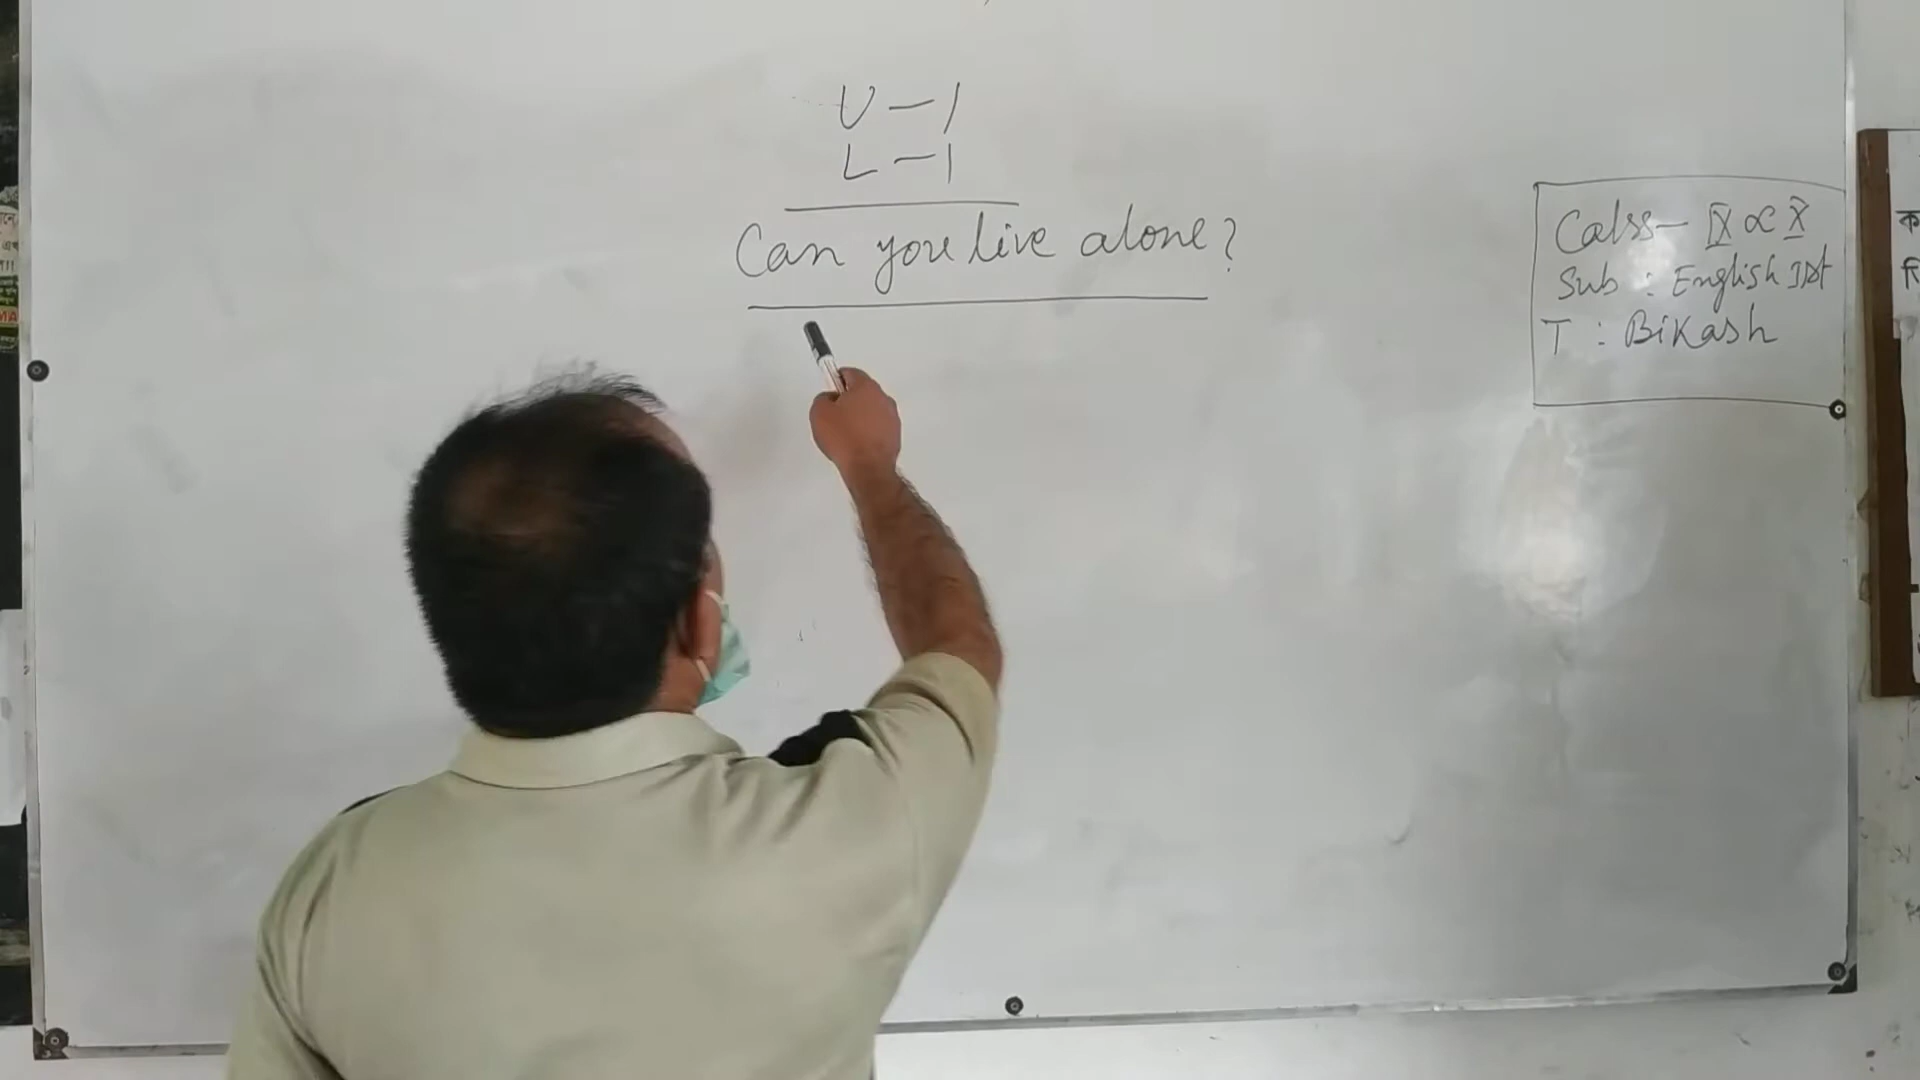 U - 1
L - 1
Can you live alone?
Calss- IX & X
Sub : English 1st
T : Bikash